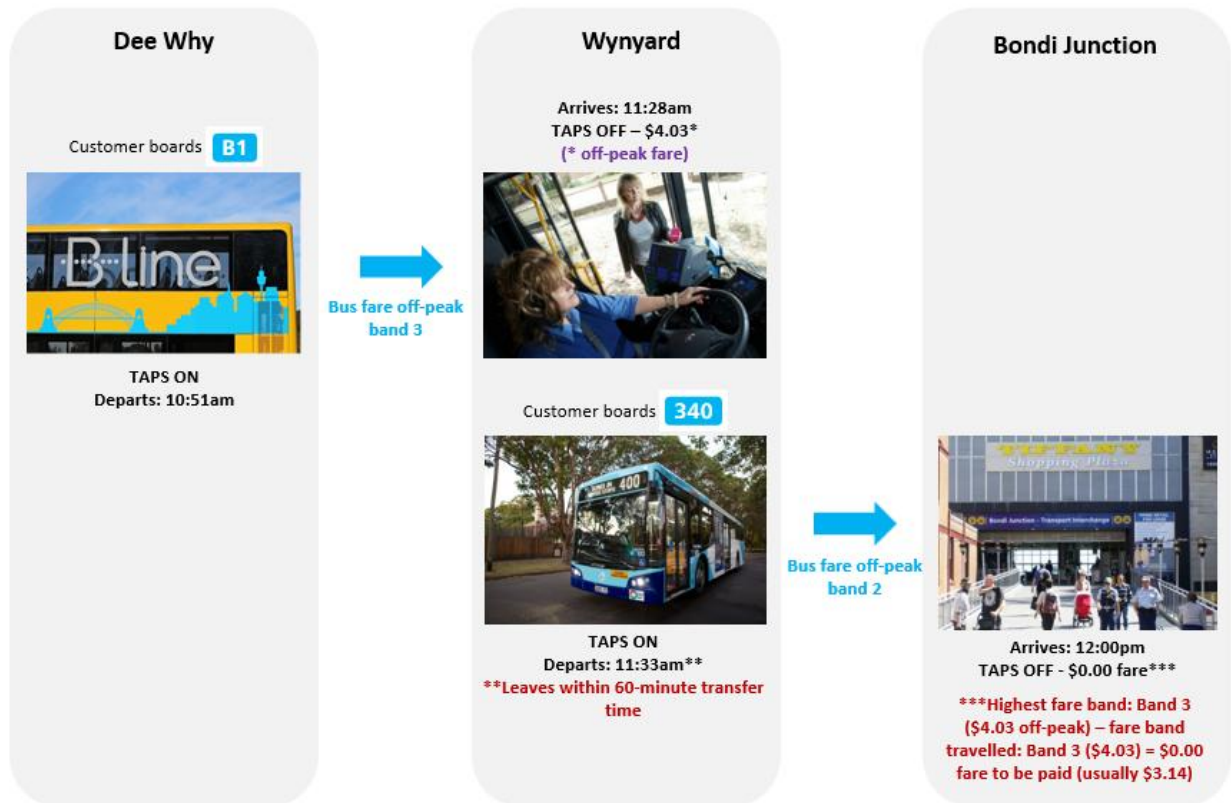 Dee Why
Customer boards B1
B-line
TAPS ON
Departs: 10:51am
Bus fare off-peak
band 3
Wynyard
Arrives: 11:28am
TAPS OFF – $4.03*
(* off-peak fare)
Customer boards 340
400
TAPS ON
Departs: 11:33am**
**Leaves within 60-minute transfer
time
Bus fare off-peak
band 2
Bondi Junction
TIFFANY
Shopping Plaza
Bondi Junction - Transport Interchange
Arrives: 12:00pm
TAPS OFF - $0.00 fare***
***Highest fare band: Band 3
($4.03 off-peak) – fare band
travelled: Band 3 ($4.03) = $0.00
fare to be paid (usually $3.14)